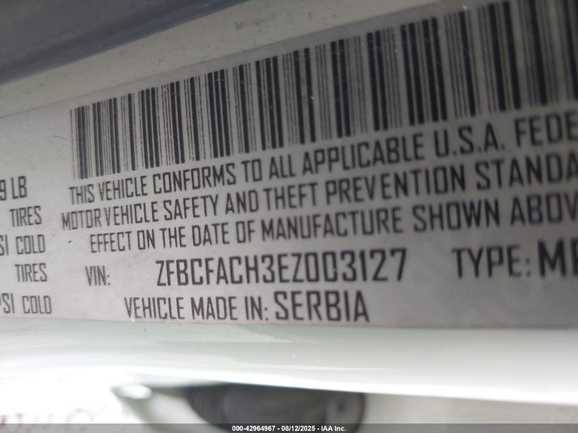 9 LB
THIS VEHICLE CONFORMS TO ALL APPLICABLE U.S.A. FEDE
TIRES
MOTOR VEHICLE SAFETY AND THEFT PREVENTION STANDA
SI COLD
EFFECT ON THE DATE OF MANUFACTURE SHOWN ABOV
TIRES
VIN: ZFBCFACH3EZ003127 TYPE: M
PSI COLD
VEHICLE MADE IN: SERBIA
000-42964967 - 08/12/2025 - IAA Inc.